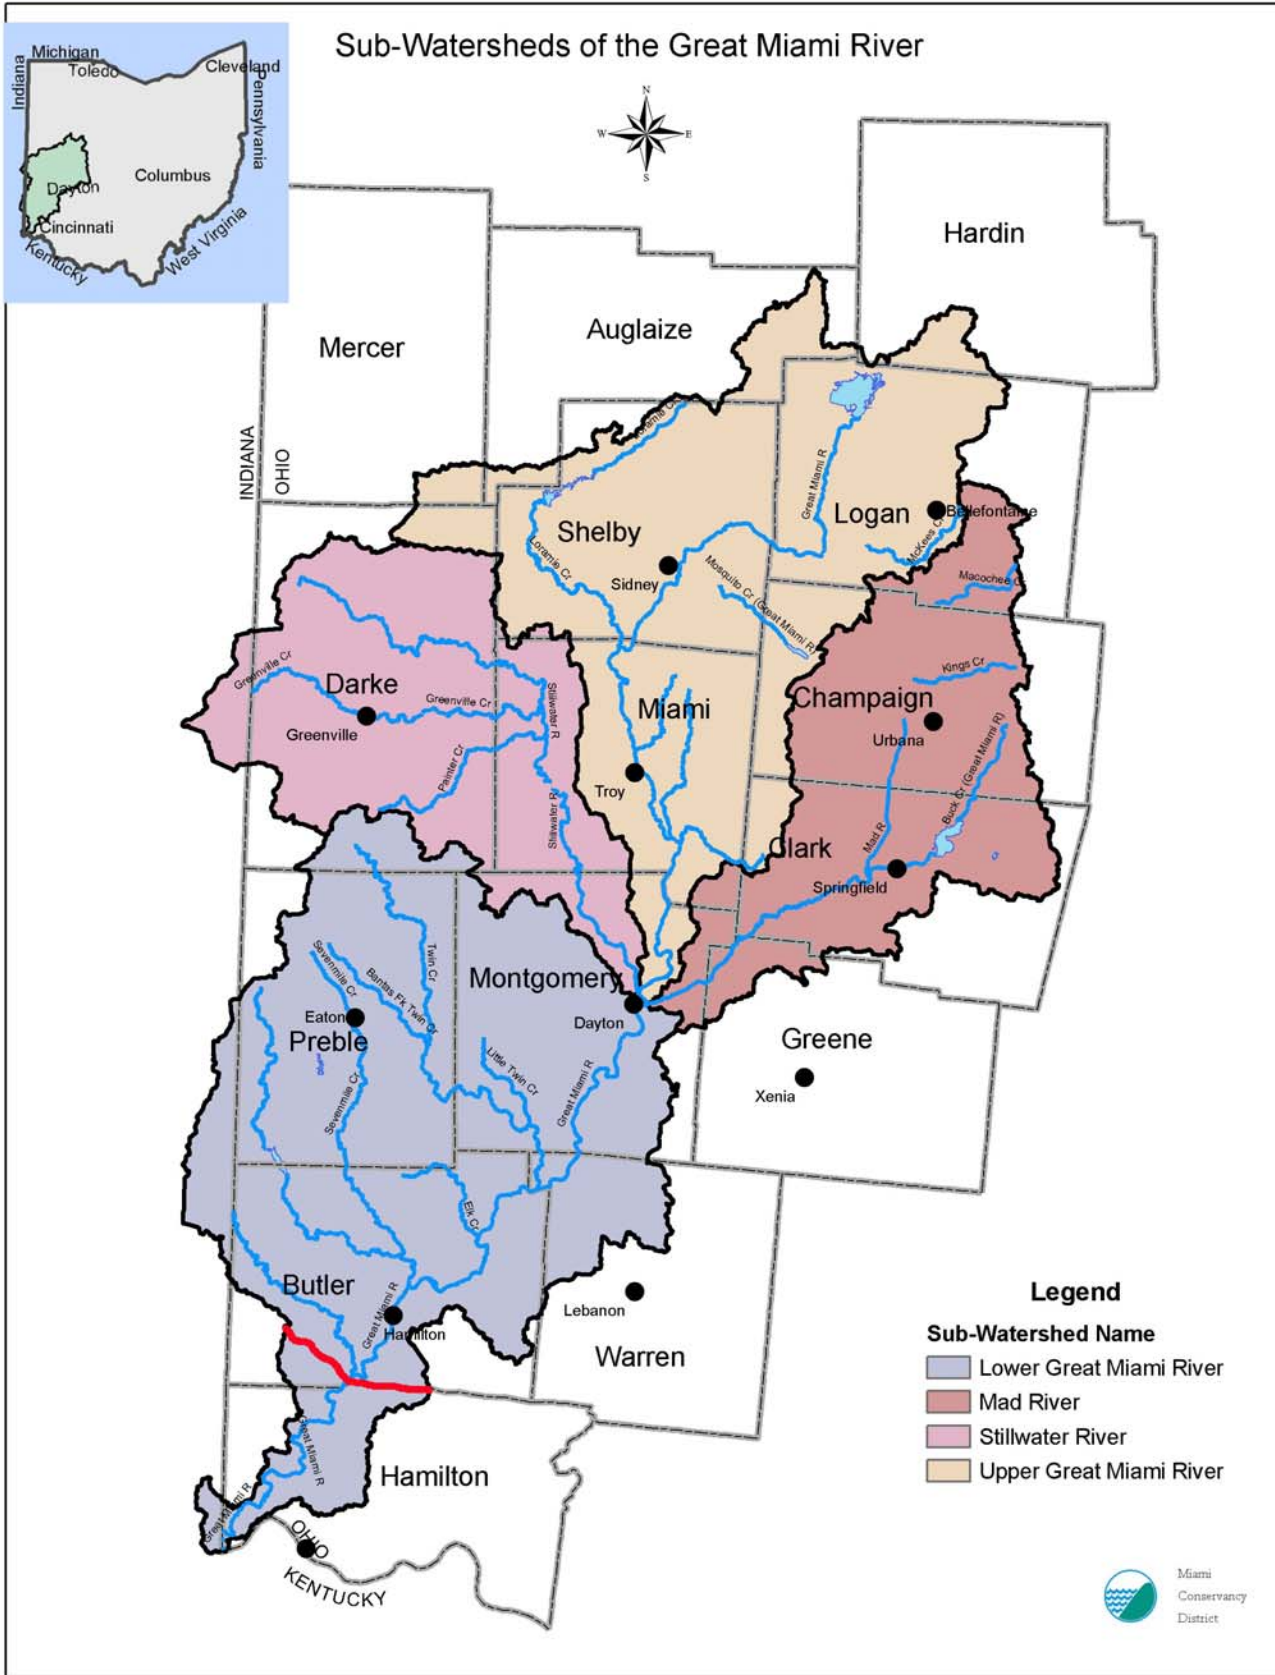 Sub-Watersheds of the Great Miami River
Michigan
Toledo
Cleveland
Indiana
Pennsylvania
Columbus
Dayton
Cincinnati
Kentucky
West Virginia
N
W
E
S
Hardin
Mercer
Auglaize
INDIANA
OHIO
Loramie Cr
Great Miami R
Logan
Bellefontaine
McKees Cr
Shelby
Loramie Cr
Sidney
Mosquito Cr (Great Miami R)
Macochee Cr
Greenville Cr
Darke
Greenville Cr
Greenville
Stillwater R
Painter Cr
Stillwater R
Miami
Troy
Kings Cr
Champaign
Urbana
Buck Cr (Great Miami R)
Mad R
Clark
Springfield
Sevenmile Cr
Bantas Fk Twin Cr
Twin Cr
Montgomery
Dayton
Eaton
Preble
Sevenmile Cr
Little Twin Cr
Great Miami R
Greene
Xenia
Elk Cr
Butler
Great Miami R
Hamilton
Lebanon
Warren
Great Miami R
Hamilton
Great Miami R
OHIO
KENTUCKY
Legend
Sub-Watershed Name
Lower Great Miami River
Mad River
Stillwater River
Upper Great Miami River
Miami
Conservancy
District